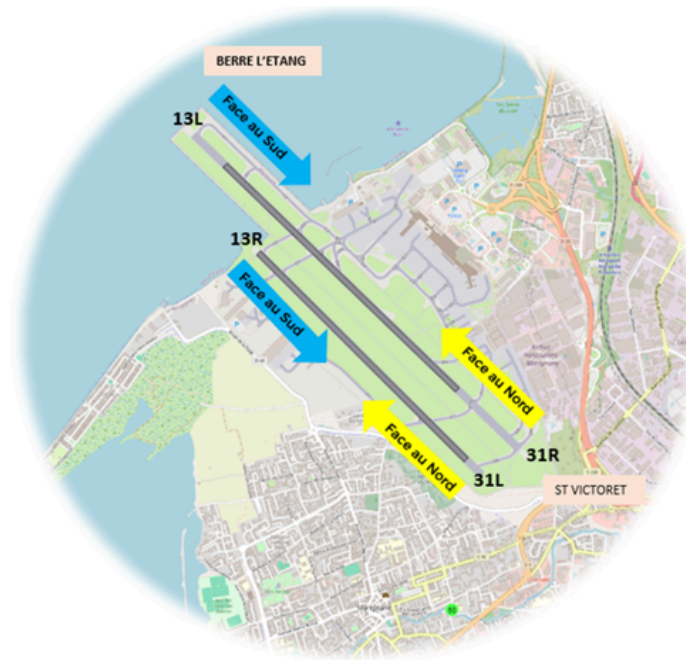 BERRE L'ETANG
13L
Face au Sud
13R
Face au Sud
Face au Nord
Face au Nord
31R
31L
ST VICTORET